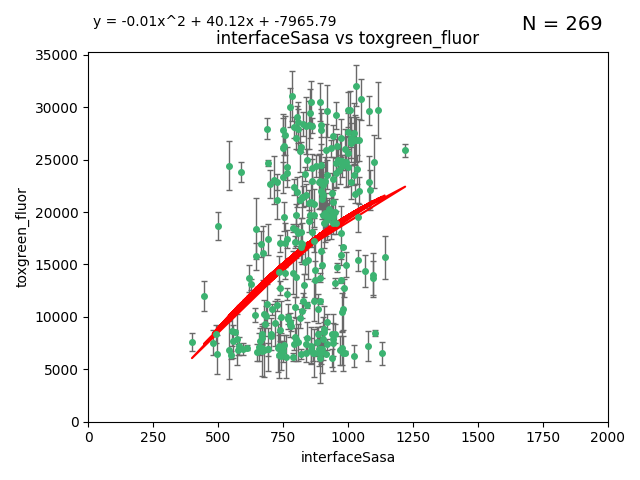 y = -0.01x^2 + 40.12x + -7965.79
N = 269
interfaceSasa vs toxgreen_fluor
35000
30000
25000
20000
15000
10000
5000
0
toxgreen_fluor
0 250 500 750 1000 1250 1500 1750 2000
interfaceSasa